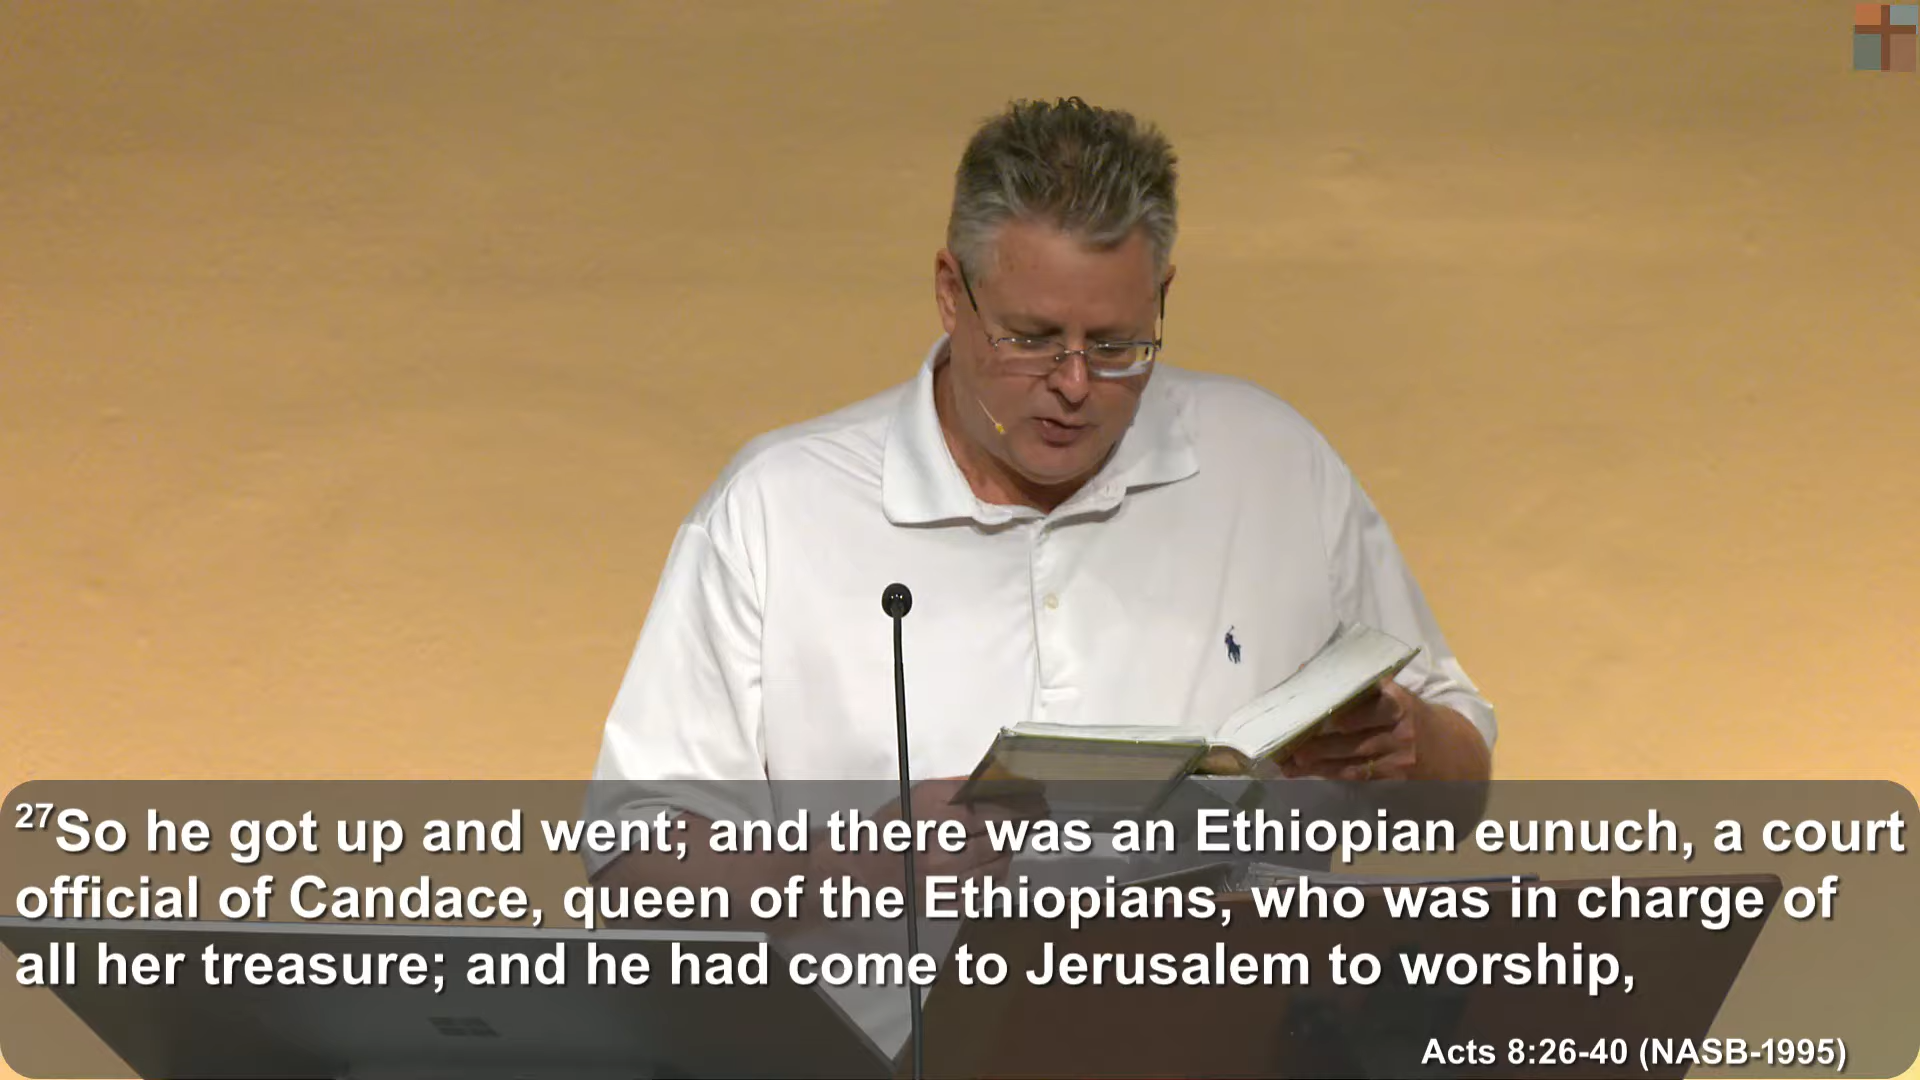 27So he got up and went; and there was an Ethiopian eunuch, a court
official of Candace, queen of the Ethiopians, who was in charge of
all her treasure; and he had come to Jerusalem to worship,
Acts 8:26-40 (NASB-1995)